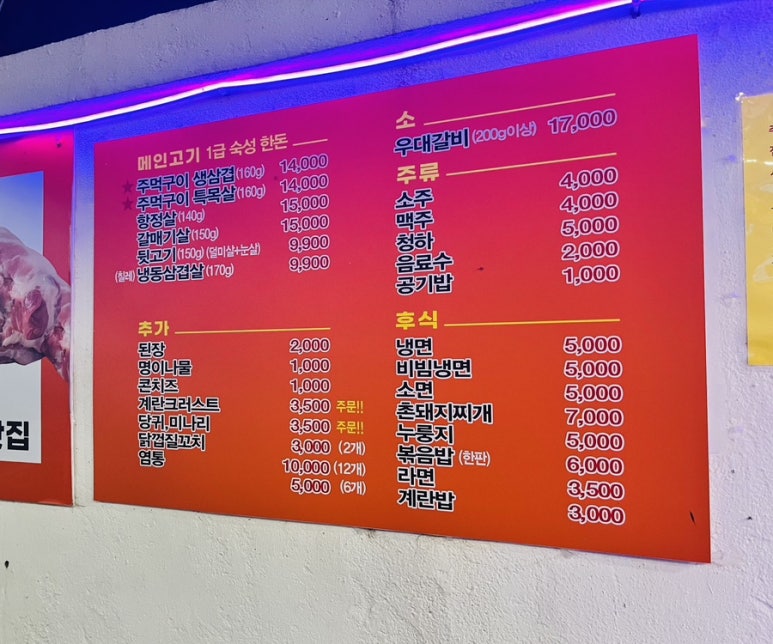 메인고기 1급 숙성 한돈
★주먹구이 생삼겹(160g) 14,000
★주먹구이 특목살(160g) 14,000
항정살(140g) 15,000
갈매기살(150g) 15,000
뒷고기(150g)(덜미살+눈살) 9,900
(칠레)냉동삼겹살(170g) 9,900
추가
된장 2,000
명이나물 1,000
콘치즈 1,000
계란크러스트 3,500 주문!!
당귀,미나리 3,500 주문!!
닭껍질꼬치 3,000 (2개)
염통 10,000 (12개)
5,000 (6개)
소
우대갈비(200g이상) 17,000
주류
소주 4,000
맥주 4,000
청하 5,000
음료수 2,000
공기밥 1,000
후식
냉면 5,000
비빔냉면 5,000
소면 5,000
촌돼지찌개 7,000
누룽지 5,000
볶음밥 (한판) 6,000
라면 3,500
계란밥 3,000
집